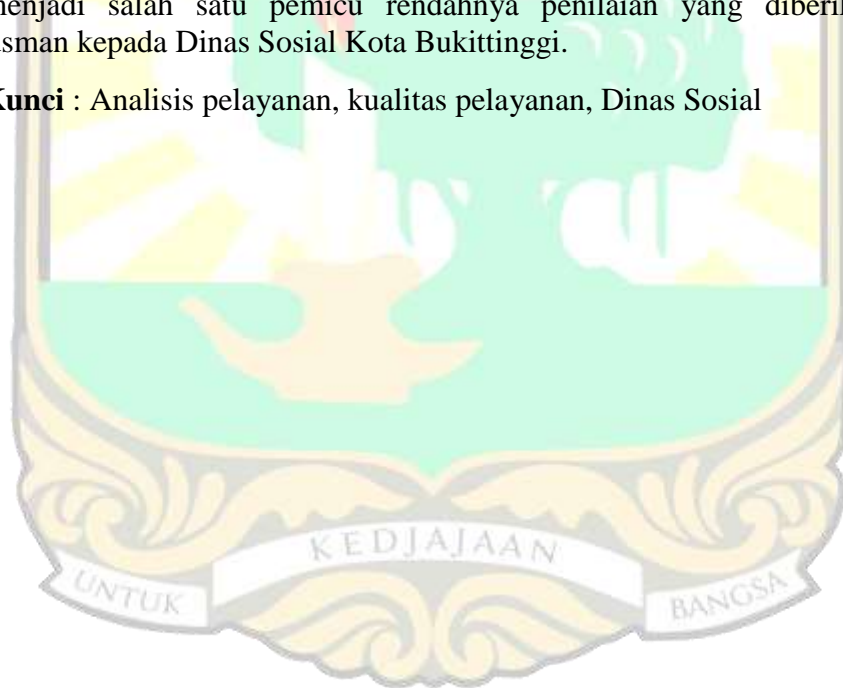 menjadi salah satu pemicu rendahnya penilaian yang diberi
usman kepada Dinas Sosial Kota Bukittinggi.
Kunci : Analisis pelayanan, kualitas pelayanan, Dinas Sosial
KEDJAJAAN
UNTUK
BANGSA